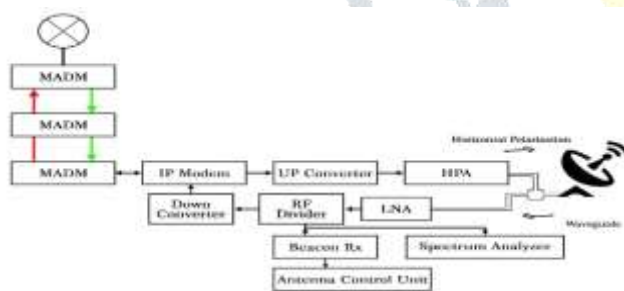 MADM
MADM
MADM
IP Modem
UP Converter
HPA
Horizontal Polarization
Down
Converter
RF
Divider
LNA
Waveguide
Beacon Rx
Spectrum Analyzer
Antenna Control Unit